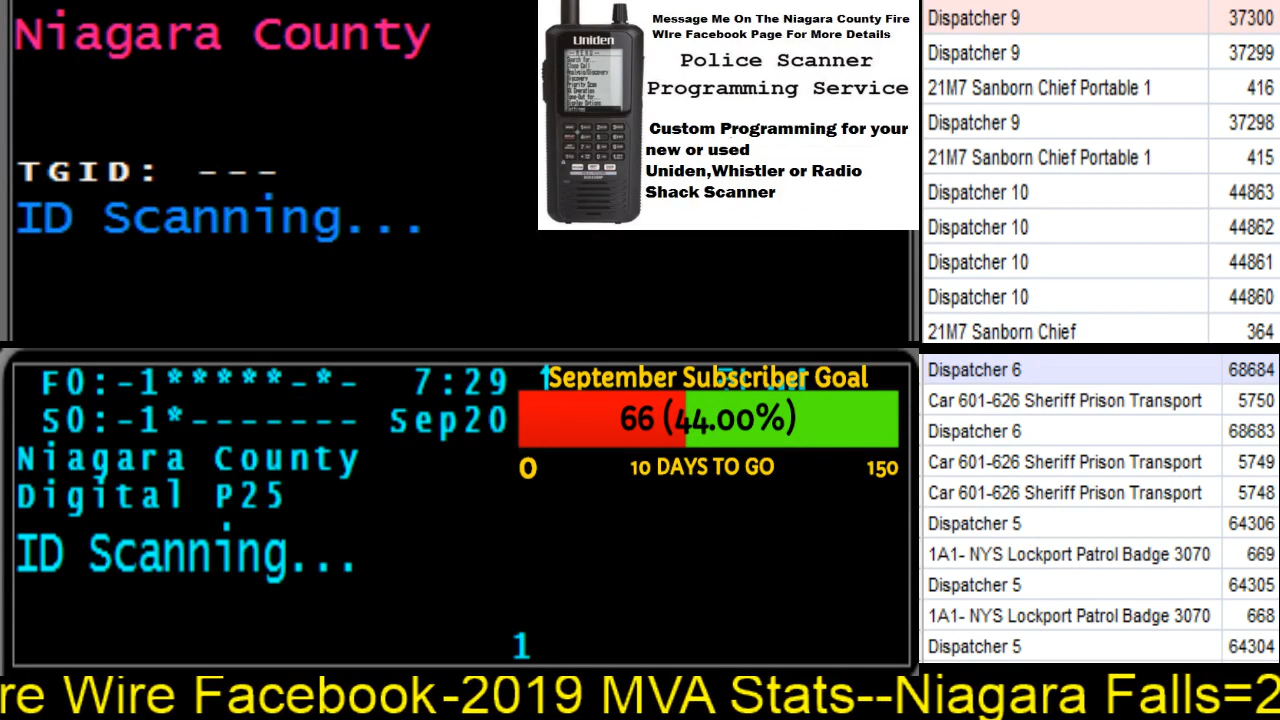 Niagara County
TGID: ---
ID Scanning...
Uniden
Message Me On The Niagara County Fire
WIre Facebook Page For More Details
Police Scanner
Programming Service
Custom Programming for your
new or used
Uniden,Whistler or Radio
Shack Scanner
Dispatcher 9 37300
Dispatcher 9 37299
21M7 Sanborn Chief Portable 1 416
Dispatcher 9 37298
21M7 Sanborn Chief Portable 1 415
Dispatcher 10 44863
Dispatcher 10 44862
Dispatcher 10 44861
Dispatcher 10 44860
21M7 Sanborn Chief 364
F0:-1*****-*- 7:29
S0:-1*------- Sep20
Niagara County
Digital P25
ID Scanning...
1
September Subscriber Goal
66 (44.00%)
0 10 DAYS TO GO 150
Dispatcher 6 68684
Car 601-626 Sheriff Prison Transport 5750
Dispatcher 6 68683
Car 601-626 Sheriff Prison Transport 5749
Car 601-626 Sheriff Prison Transport 5748
Dispatcher 5 64306
1A1- NYS Lockport Patrol Badge 3070 669
Dispatcher 5 64305
1A1- NYS Lockport Patrol Badge 3070 668
Dispatcher 5 64304
re Wire Facebook-2019 MVA Stats--Niagara Falls=2